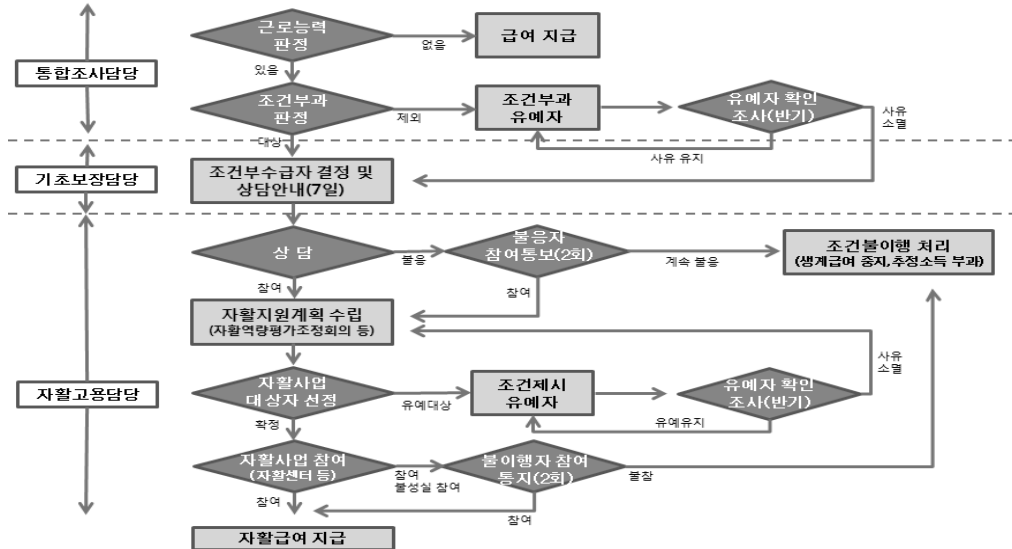 근로능력
판정
없음
급여 지급
있음
통합조사담당
조건부과
판정
제외
조건부과
유예자
유예자 확인
조사(반기)
사유
소멸
대상
사유 유지
기초보장담당
조건부수급자 결정 및
상담안내(7일)
상 담
불응
불응자
참여통보(2회)
계속 불응
조건불이행 처리
(생계급여 중지,추정소득 부과)
참여
참여
자활지원계획 수립
(자활역량평가조정회의 등)
사유
소멸
자활고용담당
자활사업
대상자 선정
유예대상
조건제시
유예자
유예자 확인
조사(반기)
확정
유예유지
자활사업 참여
(자활센터 등)
참여
불성실 참여
불이행자 참여
통지(2회)
불참
참여
참여
자활급여 지급